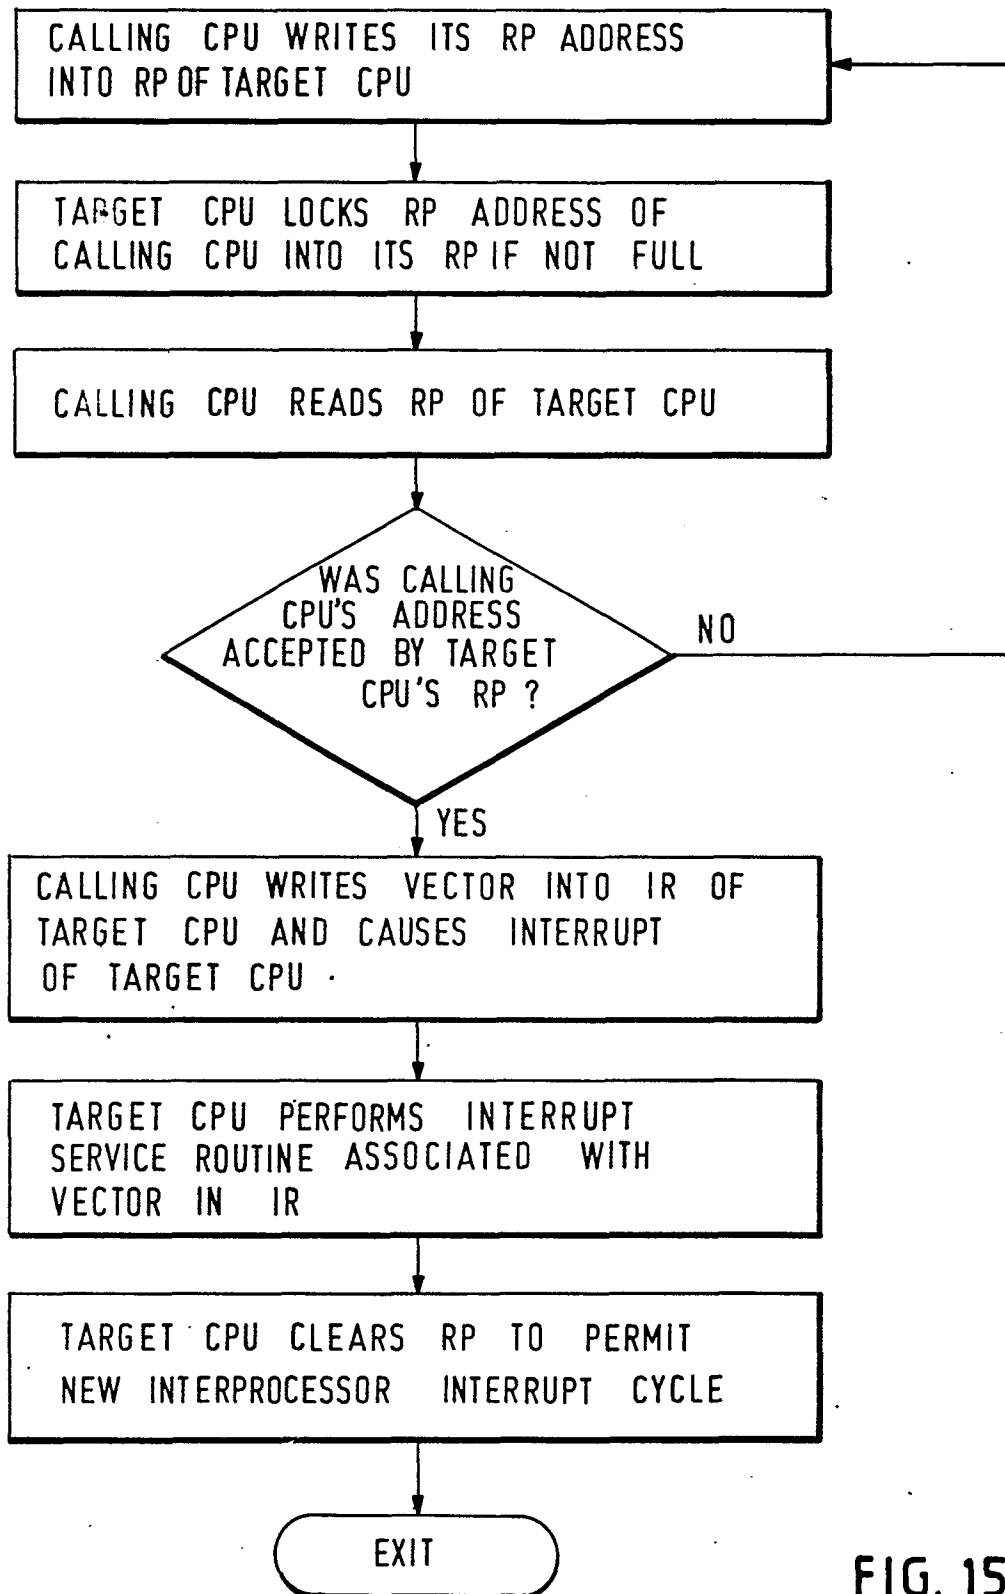 CALLING CPU WRITES ITS RP ADDRESS
INTO RP OF TARGET CPU
TARGET CPU LOCKS RP ADDRESS OF
CALLING CPU INTO ITS RP IF NOT FULL
CALLING CPU READS RP OF TARGET CPU
WAS CALLING
CPU'S ADDRESS
ACCEPTED BY TARGET
CPU'S RP ?
NO
YES
CALLING CPU WRITES VECTOR INTO IR OF
TARGET CPU AND CAUSES INTERRUPT
OF TARGET CPU
TARGET CPU PERFORMS INTERRUPT
SERVICE ROUTINE ASSOCIATED WITH
VECTOR IN IR
TARGET CPU CLEARS RP TO PERMIT
NEW INTERPROCESSOR INTERRUPT CYCLE
EXIT
FIG. 15